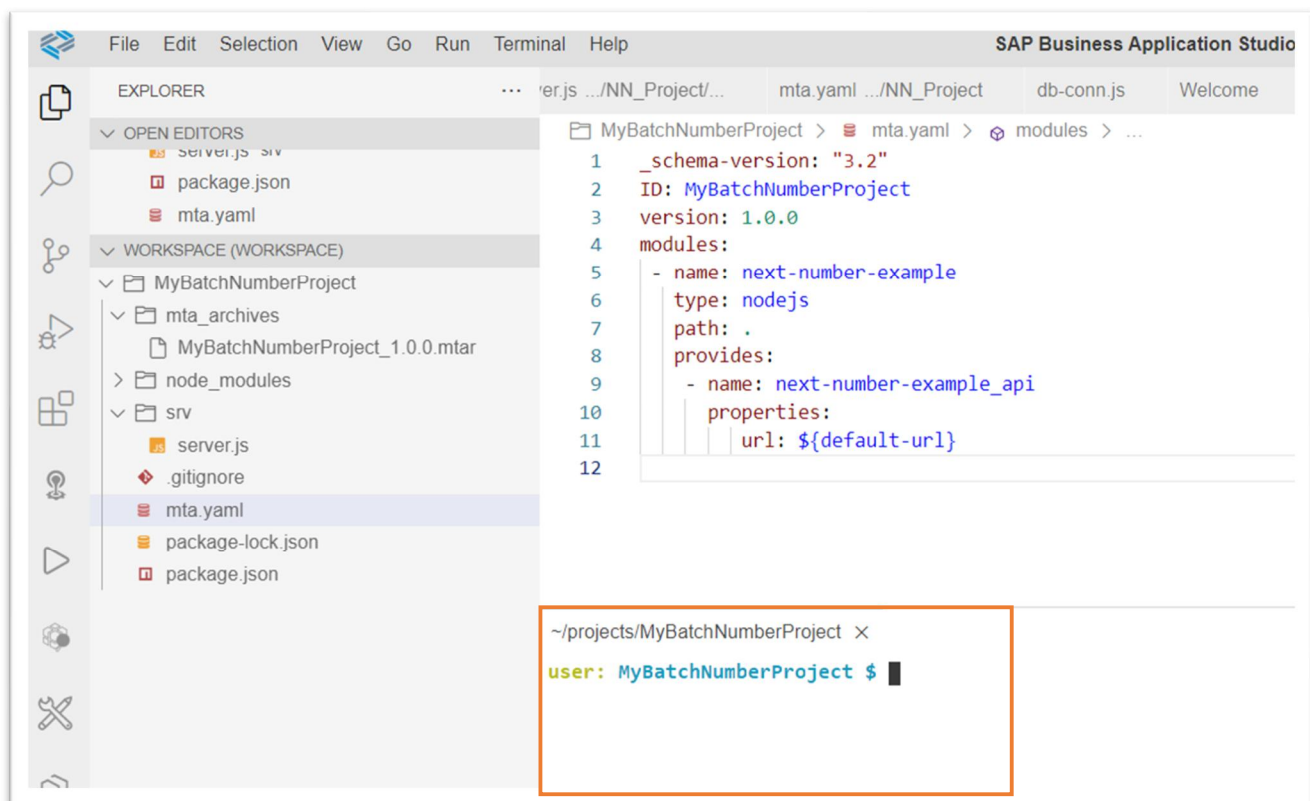 File Edit Selection View Go Run Terminal Help SAP Business Application Studio
EXPLORER ...
er.js .../NN_Project/... mta.yaml .../NN_Project db-conn.js Welcome
OPEN EDITORS
server.js srv
package.json
mta.yaml
WORKSPACE (WORKSPACE)
MyBatchNumberProject
mta_archives
MyBatchNumberProject_1.0.0.mtar
node_modules
srv
JS server.js
.gitignore
mta.yaml
package-lock.json
package.json
MyBatchNumberProject > mta.yaml > modules > ...
1 _schema-version: "3.2"
2 ID: MyBatchNumberProject
3 version: 1.0.0
4 modules:
5 - name: next-number-example
6 type: nodejs
7 path: .
8 provides:
9 - name: next-number-example_api
10 properties:
11 url: ${default-url}
12
~/projects/MyBatchNumberProject ×
user: MyBatchNumberProject $